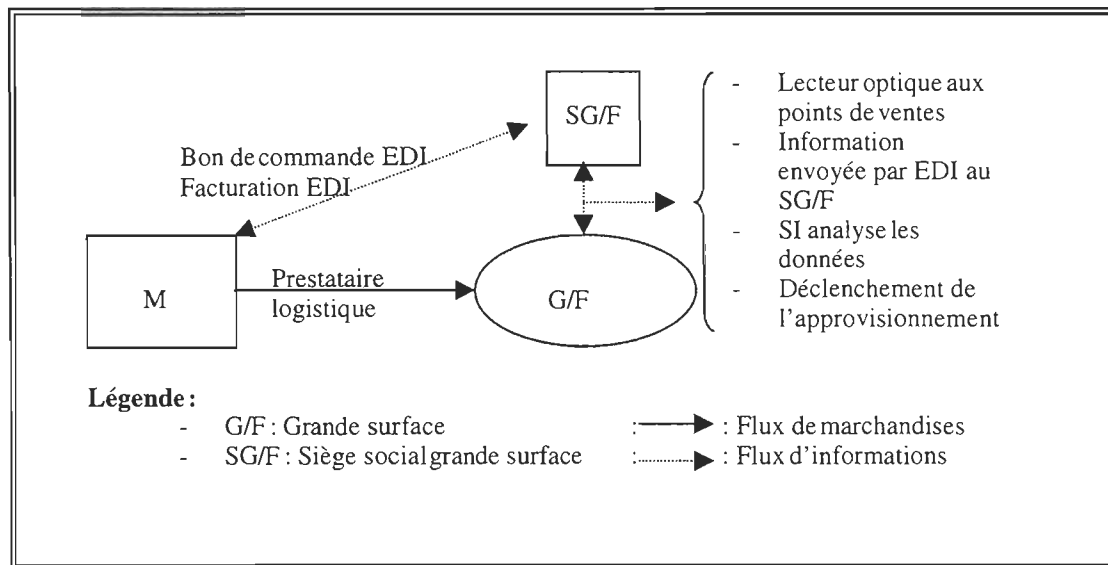 SG/F
Bon de commande EDI
Facturation EDI
M
Prestataire
logistique
G/F
- Lecteur optique aux
points de ventes
- Information
envoyée par EDI au
SG/F
- SI analyse les
données
- Déclenchement de
l'approvisionnement
Légende :
- G/F : Grande surface : : Flux de marchandises
- SG/F : Siège social grande surface : : Flux d'informations